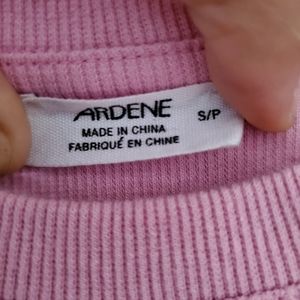 ARDENE
S/P
MADE IN CHINA
FABRIQUÉ EN CHINE